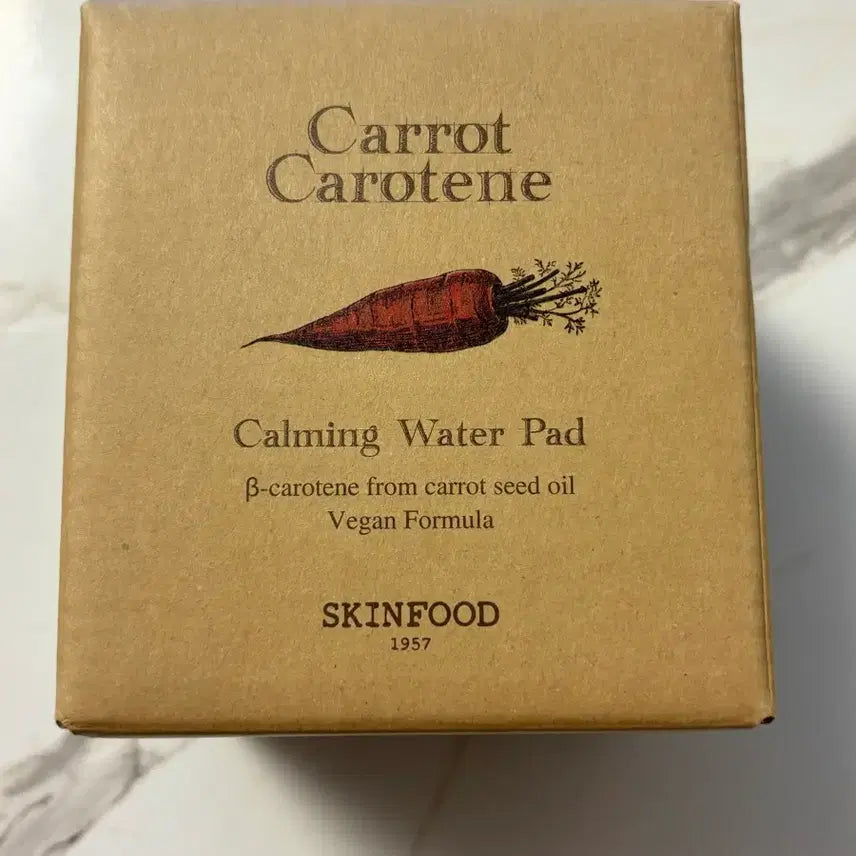 Carrot
Carotene
Calming Water Pad
β-carotene from carrot seed oil
Vegan Formula
SKINFOOD
1957